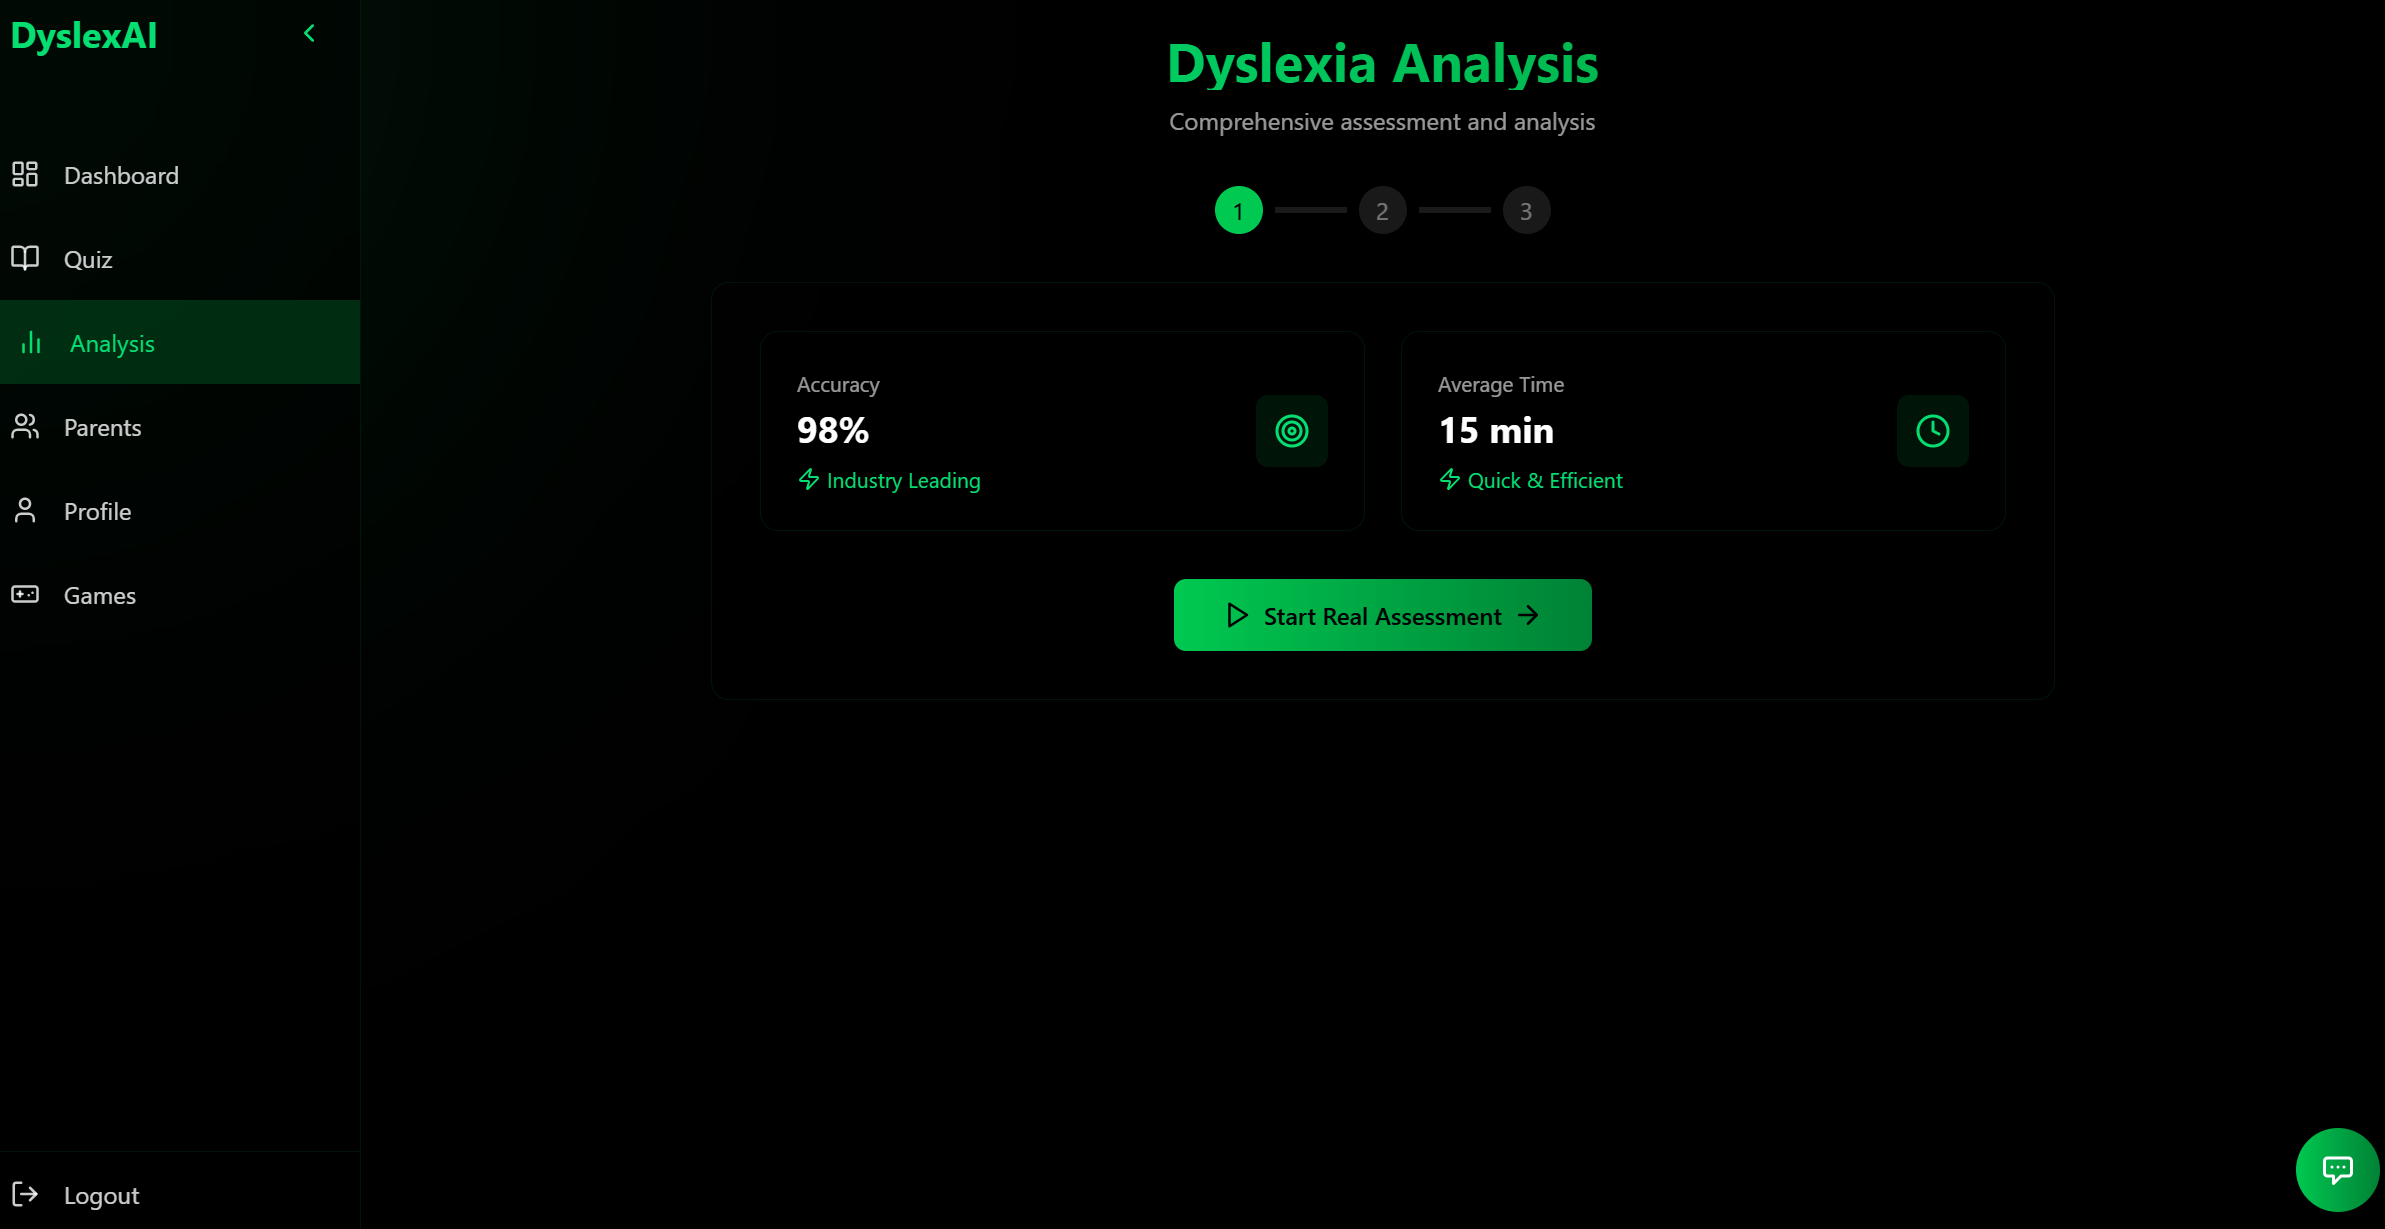 DyslexAI
Dashboard
Quiz
Analysis
Parents
Profile
Games
Logout
Dyslexia Analysis
Comprehensive assessment and analysis
1 2 3
Accuracy
98%
Industry Leading
Average Time
15 min
Quick & Efficient
Start Real Assessment